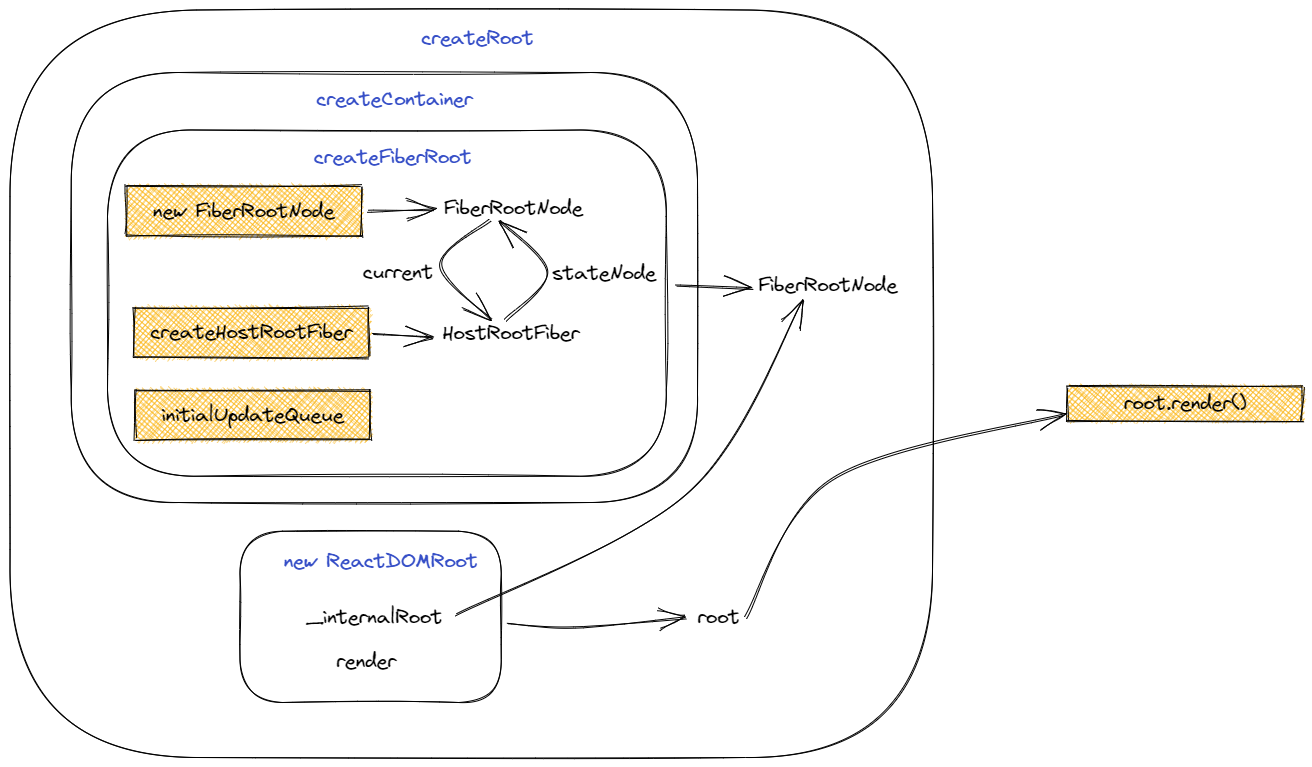 createRoot
createContainer
createFiberRoot
new FiberRootNode
FiberRootNode
current
stateNode
FiberRootNode
createHostRootFiber
HostRootFiber
initialUpdateQueue
root.render()
new ReactDOMRoot
_internalRoot
root
render